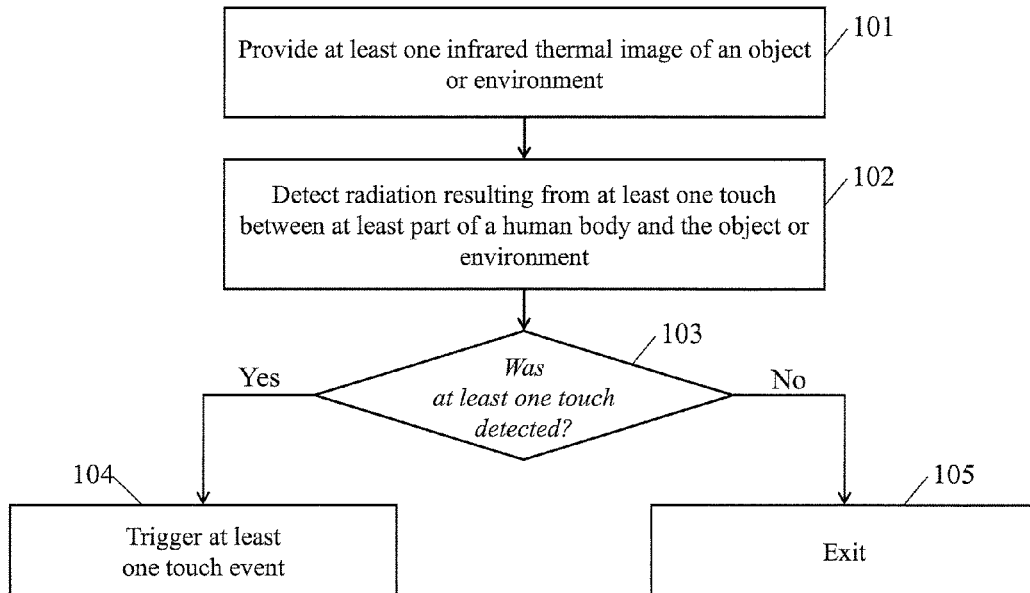 101
Provide at least one infrared thermal image of an object
or environment
102
Detect radiation resulting from at least one touch
between at least part of a human body and the object or
environment
103
Was
at least one touch
detected?
Yes
No
104
Trigger at least
one touch event
105
Exit